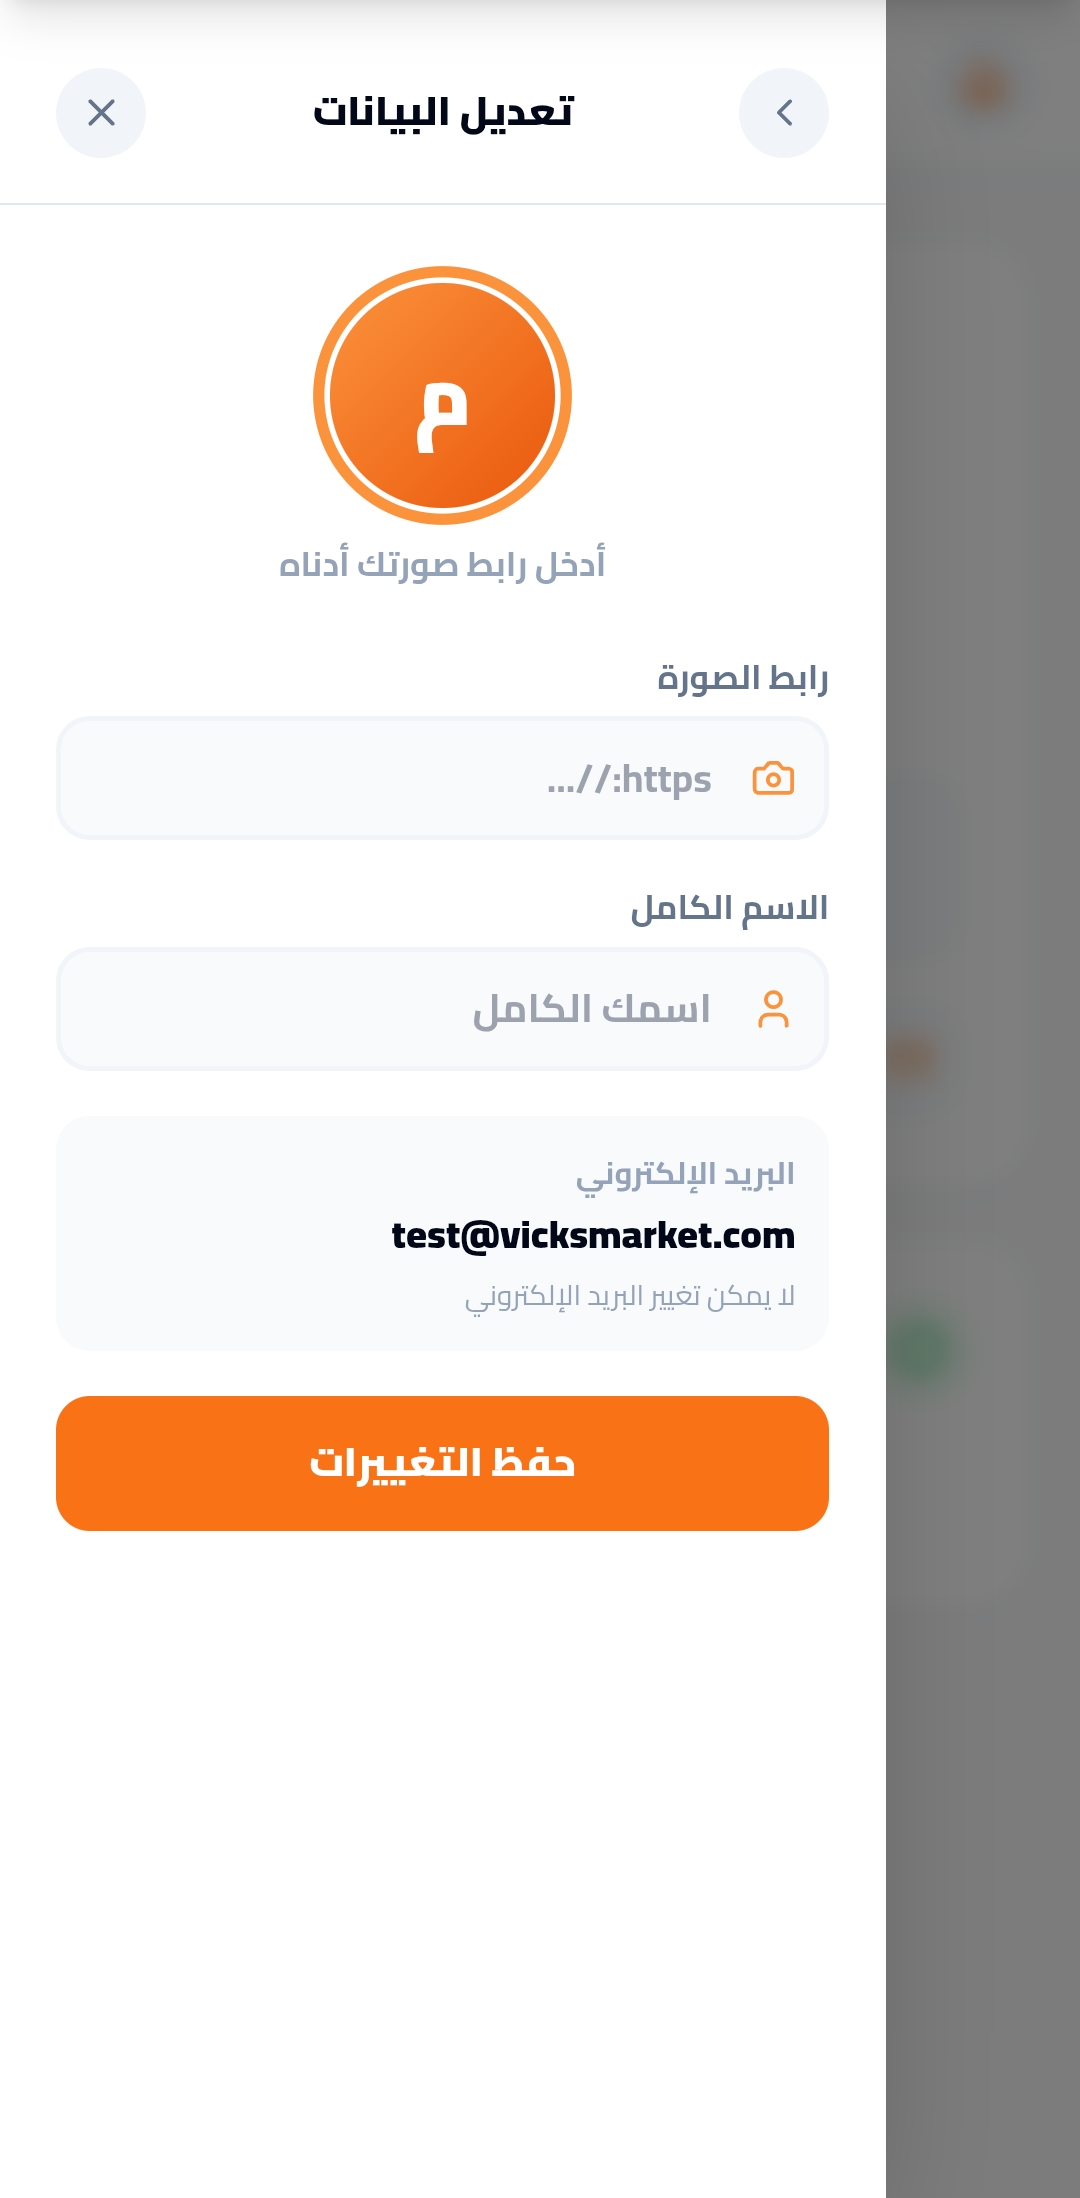 تعديل البيانات
م
أدخل رابط صورتك أدناه
رابط الصورة
https://...
الاسم الكامل
اسمك الكامل
البريد الإلكتروني
test@vicksmarket.com
لا يمكن تغيير البريد الإلكتروني
حفظ التغييرات